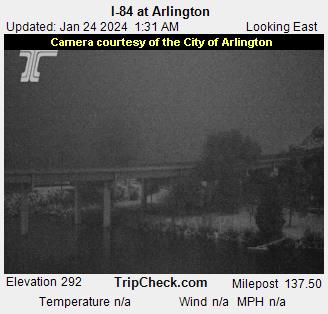 I-84 at Arlington
Updated: Jan 24 2024 1:31 AM Looking East
Camera courtesy of the City of Arlington
Elevation 292 TripCheck.com Milepost 137.50
Temperature n/a Wind n/a MPH n/a